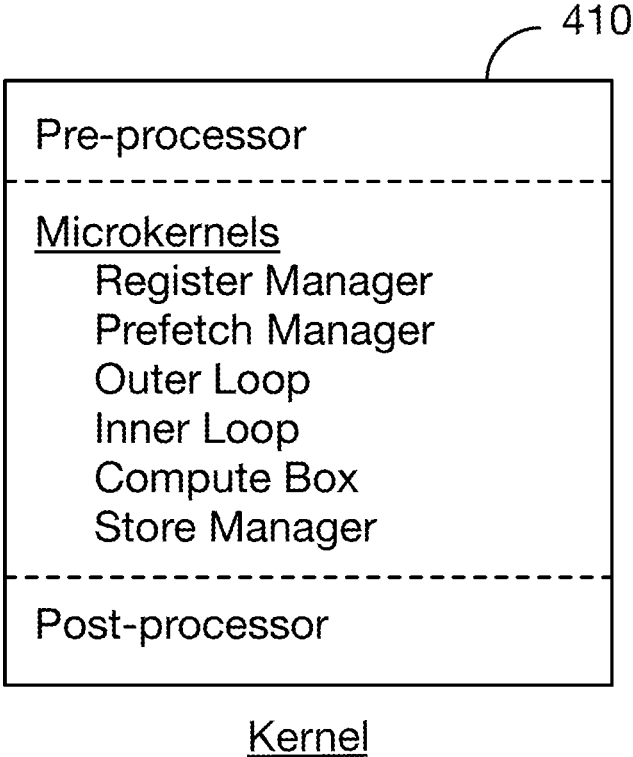 410
Pre-processor
Microkernels
Register Manager
Prefetch Manager
Outer Loop
Inner Loop
Compute Box
Store Manager
Post-processor
Kernel